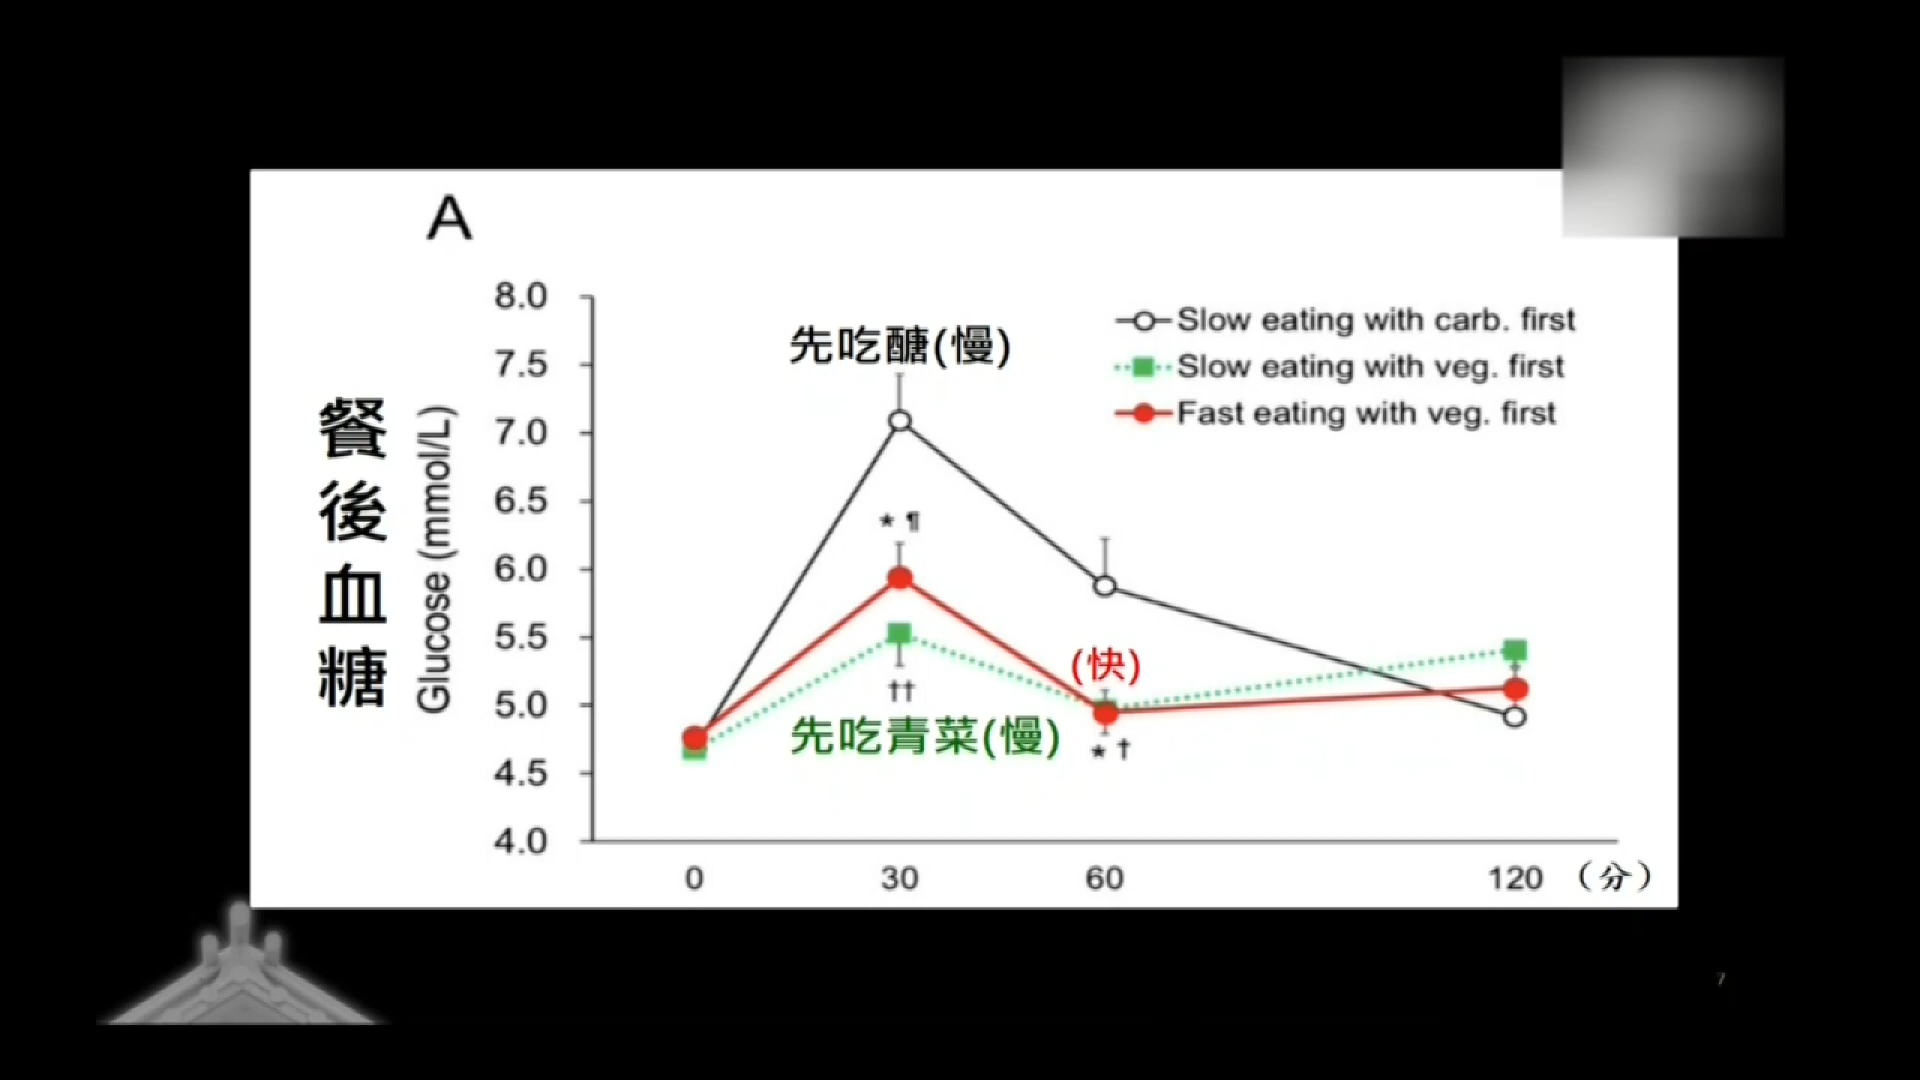 A
餐後血糖
Glucose (mmol/L)
8.0
7.5
7.0
6.5
6.0
5.5
5.0
4.5
4.0
先吃醣(慢)
Slow eating with carb. first
Slow eating with veg. first
Fast eating with veg. first
* ¶
††
(快)
先吃青菜(慢)
* †
0 30 60 120 (分)
7